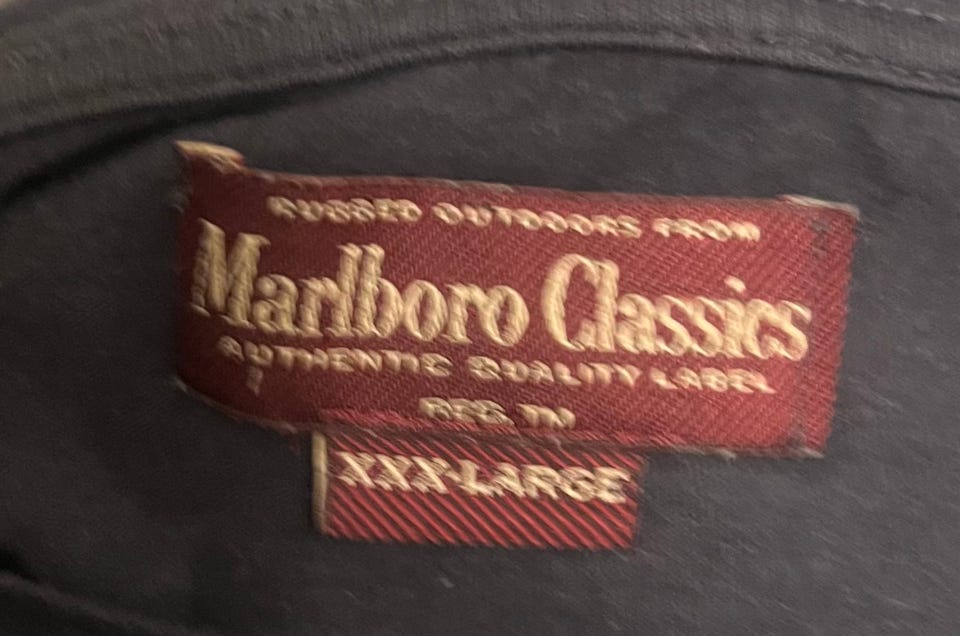 RUGGED OUTDOORS FROM
Marlboro Classics
AUTHENTIC QUALITY LABEL
REG. TM
XXX-LARGE